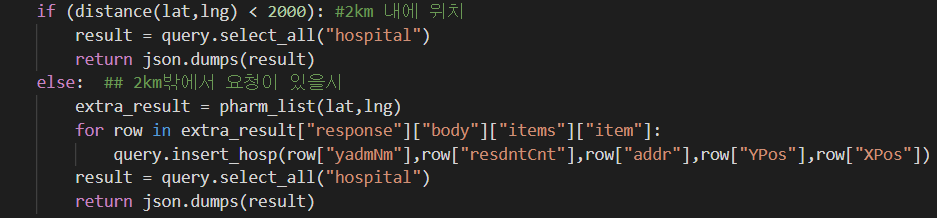 if (distance(lat,lng) < 2000): #2km 내에 위치
    result = query.select_all("hospital")
    return json.dumps(result)
else:  ## 2km밖에서 요청이 있을시
    extra_result = pharm_list(lat,lng)
    for row in extra_result["response"]["body"]["items"]["item"]:
        query.insert_hosp(row["yadmNm"],row["resdntCnt"],row["addr"],row["YPos"],row["XPos"])
    result = query.select_all("hospital")
    return json.dumps(result)